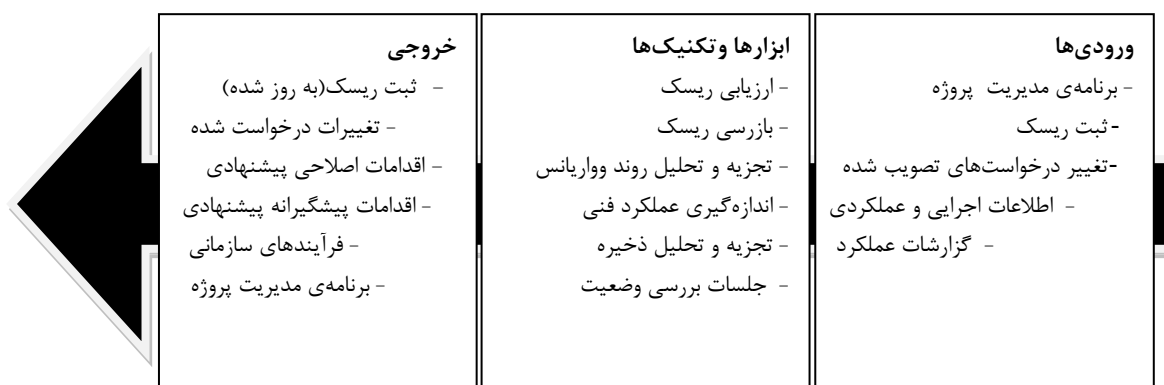 ورودی‌ها
- برنامه‌ی مدیریت پروژه
- ثبت ریسک
- تغییر درخواست‌های تصویب شده
- اطلاعات اجرایی و عملکردی
- گزارشات عملکرد
ابزارها وتکنیک‌ها
- ارزیابی ریسک
- بازرسی ریسک
- تجزیه و تحلیل روند وواریانس
- اندازه‌گیری عملکرد فنی
- تجزیه و تحلیل ذخیره
- جلسات بررسی وضعیت
خروجی
- ثبت ریسک(به روز شده)
- تغییرات درخواست شده
- اقدامات اصلاحی پیشنهادی
- اقدامات پیشگیرانه پیشنهادی
- فرآیندهای سازمانی
- برنامه‌ی مدیریت پروژه